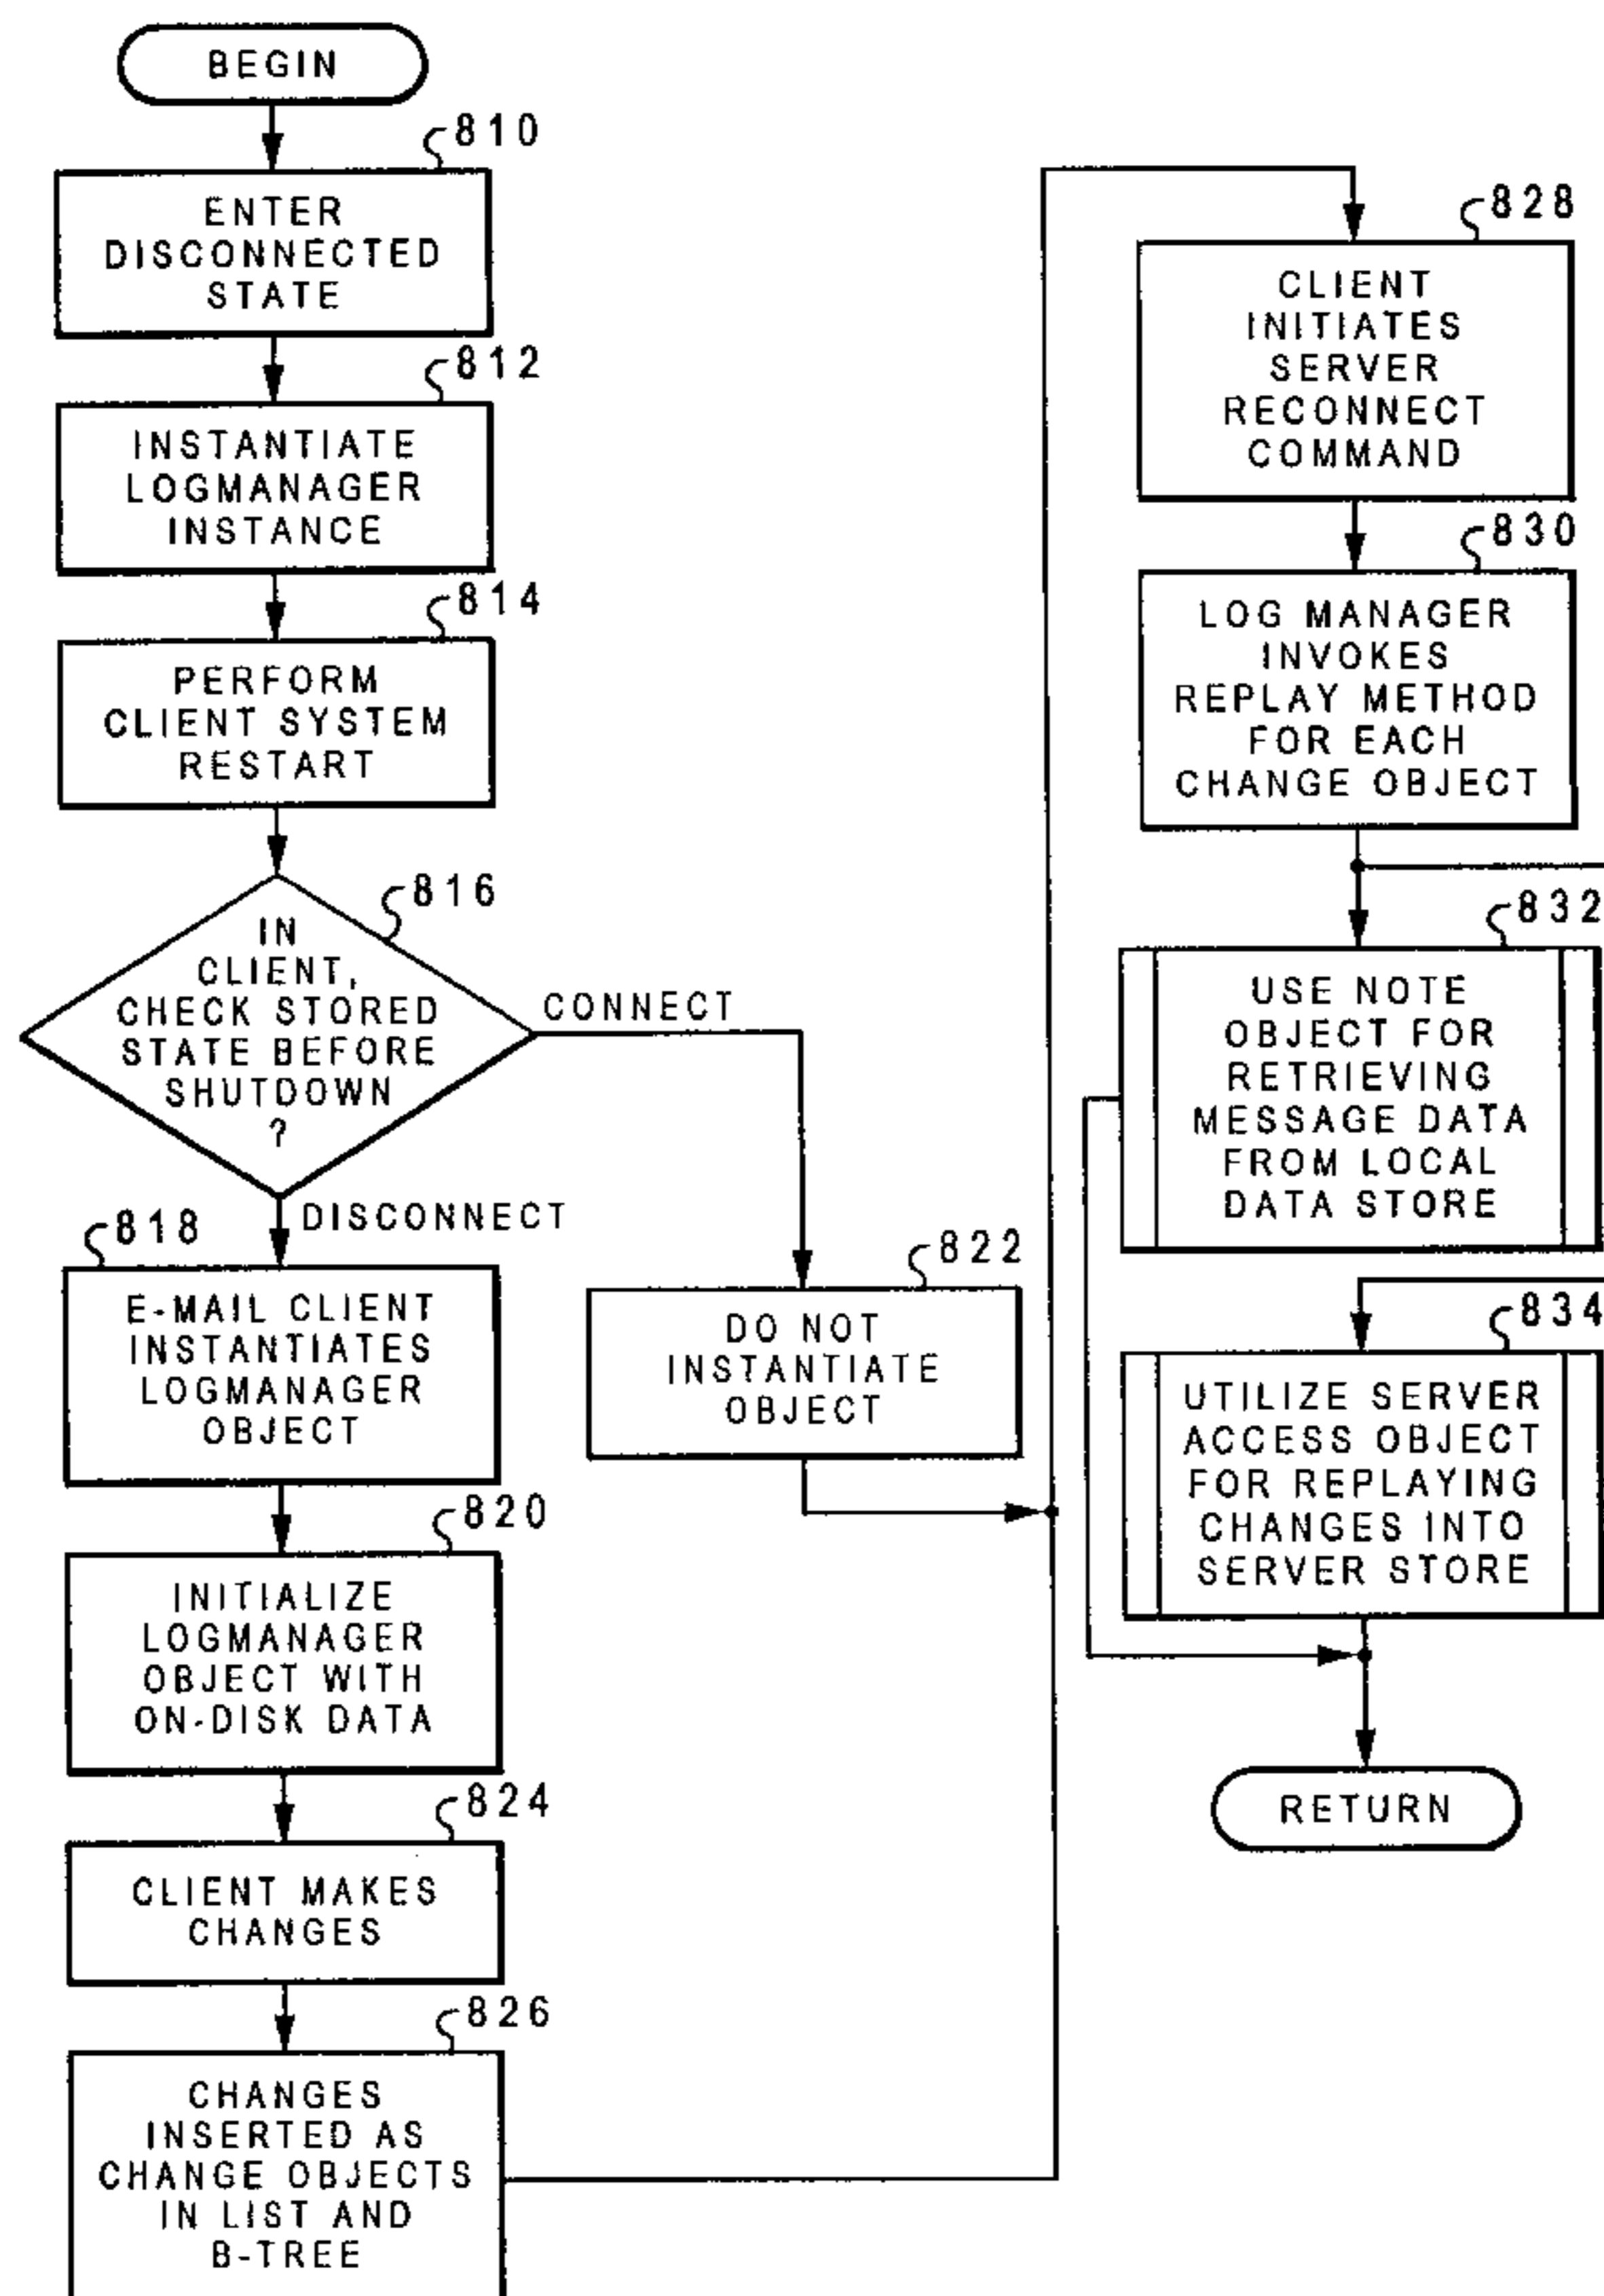 BEGIN
810
ENTER
DISCONNECTED
STATE
812
INSTANTIATE
LOGMANAGER
INSTANCE
814
PERFORM
CLIENT SYSTEM
RESTART
816
IN
CLIENT,
CHECK STORED
STATE BEFORE
SHUTDOWN
?
CONNECT
DISCONNECT
818
E-MAIL CLIENT
INSTANTIATES
LOGMANAGER
OBJECT
822
DO NOT
INSTANTIATE
OBJECT
820
INITIALIZE
LOGMANAGER
OBJECT WITH
ON-DISK DATA
824
CLIENT MAKES
CHANGES
826
CHANGES
INSERTED AS
CHANGE OBJECTS
IN LIST AND
B-TREE
828
CLIENT
INITIATES
SERVER
RECONNECT
COMMAND
830
LOG MANAGER
INVOKES
REPLAY METHOD
FOR EACH
CHANGE OBJECT
832
USE NOTE
OBJECT FOR
RETRIEVING
MESSAGE DATA
FROM LOCAL
DATA STORE
834
UTILIZE SERVER
ACCESS OBJECT
FOR REPLAYING
CHANGES INTO
SERVER STORE
RETURN